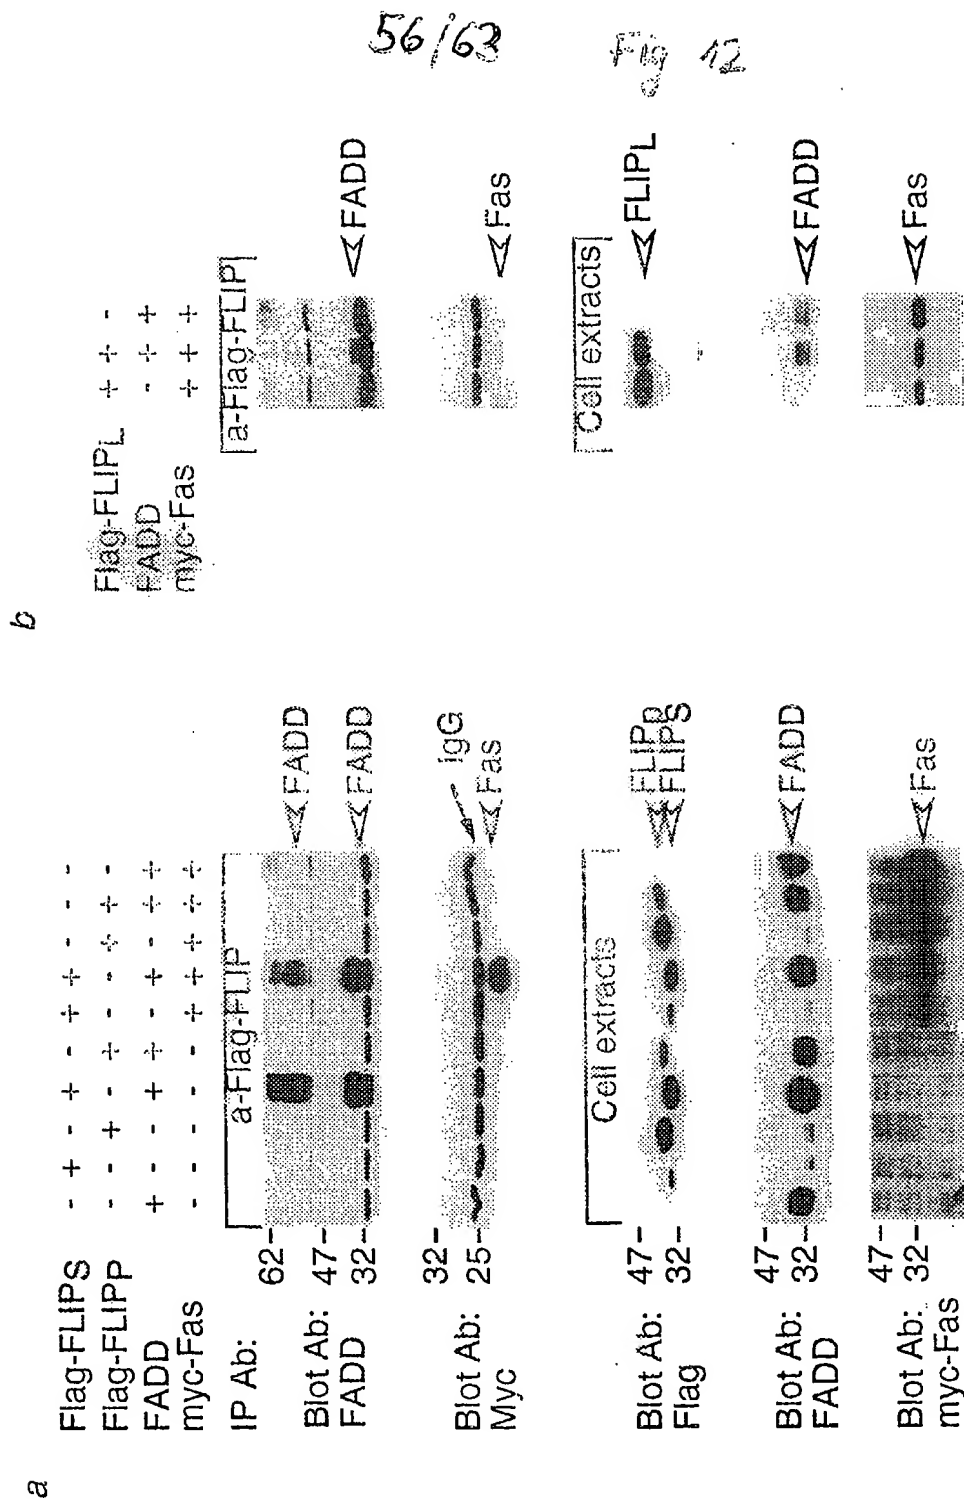 56/63
Fig 12
a
Flag-FLIPS - + - + - + - - -
Flag-FLIPP - - + - + - + + -
FADD + - - + + - + - + +
myc-Fas - - - - - + + + + +
IP Ab: a-Flag-FLIP
62-
47-
32-
Blot Ab: FADD
FADD
FADD
32-
25-
Blot Ab: Myc
IgG
Fas
Cell extracts
47-
32-
Blot Ab: Flag
FLIPP
FLIPS
47-
32-
Blot Ab: FADD
FADD
47-
32-
Blot Ab: myc-Fas
Fas
b
Flag-FLIPL + + -
FADD - + +
myc-Fas + + +
a-Flag-FLIP
FADD
Fas
Cell extracts
FLIPL
FADD
Fas